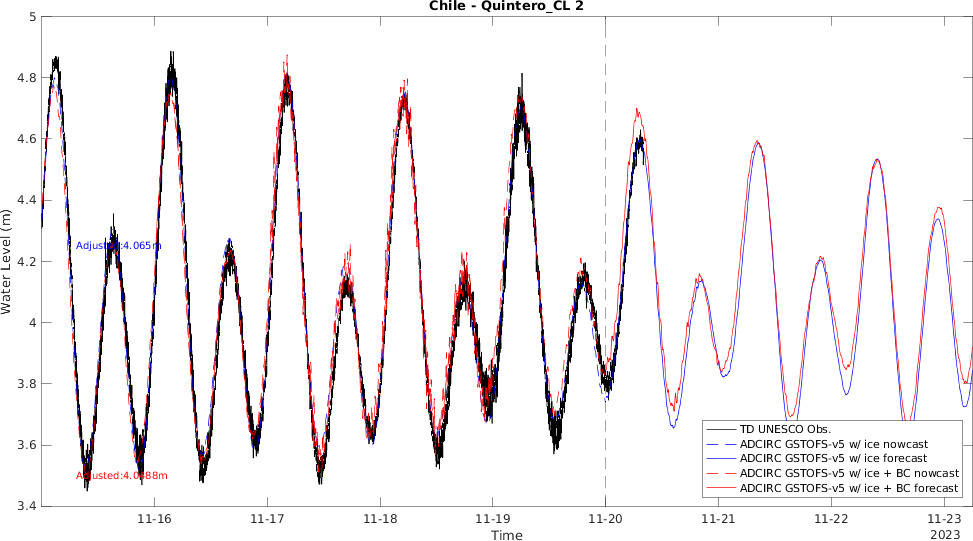 Chile - Quintero_CL 2
Water Level (m)
5
4.8
4.6
4.4
4.2
4
3.8
3.6
3.4
Adjusted:4.065m
Adjusted:4.0488m
TD UNESCO Obs.
ADCIRC GSTOFS-v5 w/ ice nowcast
ADCIRC GSTOFS-v5 w/ ice forecast
ADCIRC GSTOFS-v5 w/ ice + BC nowcast
ADCIRC GSTOFS-v5 w/ ice + BC forecast
11-16 11-17 11-18 11-19 11-20 11-21 11-22 11-23
Time
2023